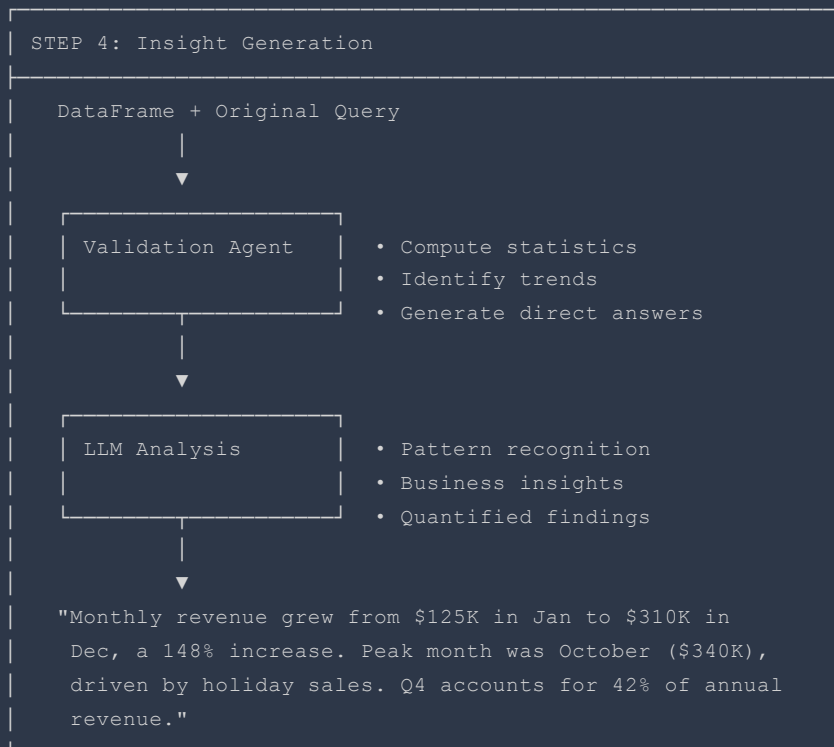 STEP 4: Insight Generation
DataFrame + Original Query
Validation Agent • Compute statistics
• Identify trends
• Generate direct answers
LLM Analysis • Pattern recognition
• Business insights
• Quantified findings
"Monthly revenue grew from $125K in Jan to $310K in
Dec, a 148% increase. Peak month was October ($340K),
driven by holiday sales. Q4 accounts for 42% of annual
revenue."